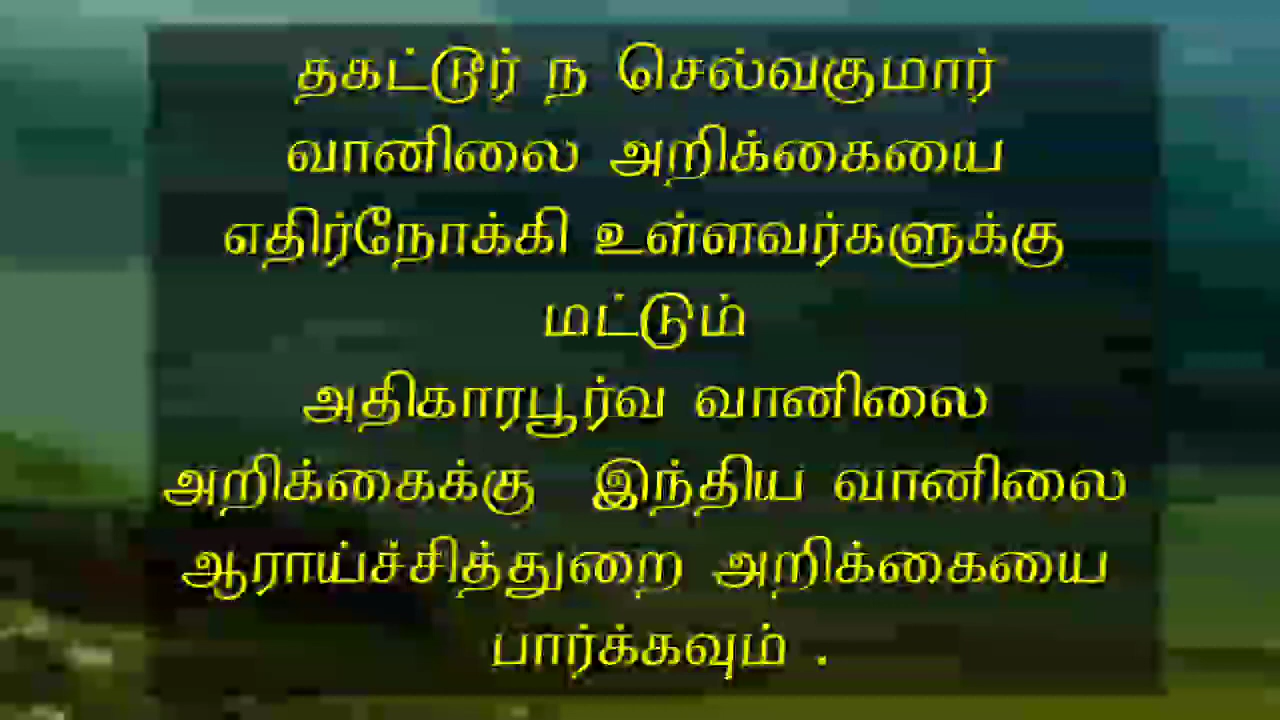 தகட்டூர் ந செல்வகுமார்
வானிலை அறிக்கையை
எதிர்நோக்கி உள்ளவர்களுக்கு
மட்டும்
அதிகாரபூர்வ வானிலை
அறிக்கைக்கு இந்திய வானிலை
ஆராய்ச்சித்துறை அறிக்கையை
பார்க்கவும் .